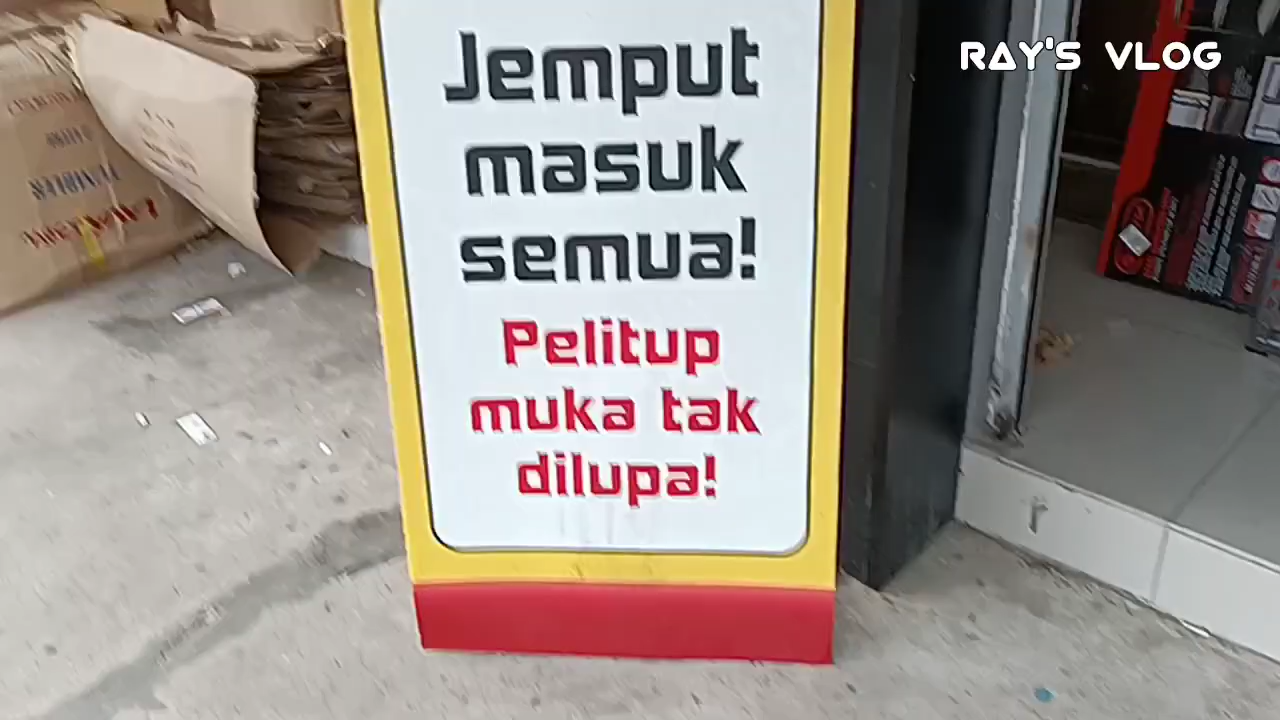 RAY'S VLOG
Jemput
masuk
semua!
Pelitup
muka tak
dilupa!